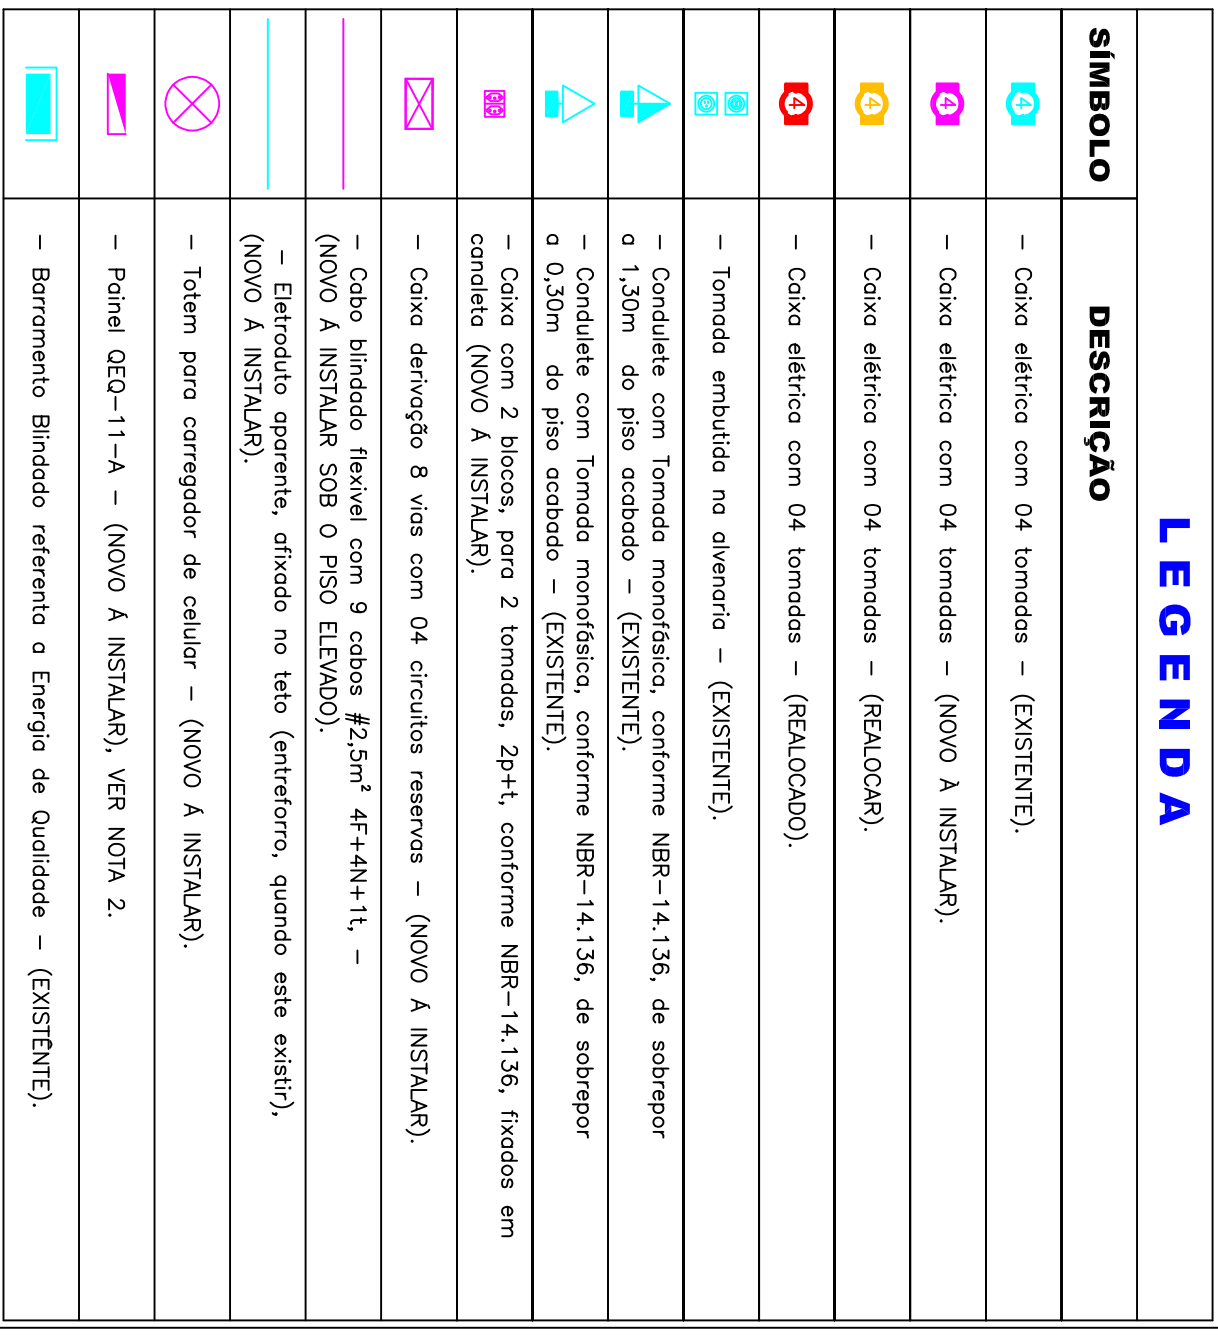 LEGENDA
SÍMBOLO
DESCRIÇÃO
4
- Caixa elétrica com 04 tomadas - (EXISTENTE).
4
- Caixa elétrica com 04 tomadas - (NOVO À INSTALAR).
4
- Caixa elétrica com 04 tomadas - (REALOCAR).
4
- Caixa elétrica com 04 tomadas - (REALOCADO).
- Tomada embutida na alvenaria - (EXISTENTE).
- Condulete com Tomada monofásica, conforme NBR-14.136, de sobrepor
a 1,30m do piso acabado - (EXISTENTE).
- Condulete com Tomada monofásica, conforme NBR-14.136, de sobrepor
a 0,30m do piso acabado - (EXISTENTE).
- Caixa com 2 blocos, para 2 tomadas, 2p+t, conforme NBR-14.136, fixados em
canaleta (NOVO Á INSTALAR).
- Caixa derivação 8 vias com 04 circuitos reservas - (NOVO Á INSTALAR).
- Cabo blindado flexivel com 9 cabos #2,5m² 4F+4N+1t, -
(NOVO Á INSTALAR SOB O PISO ELEVADO).
- Eletroduto aparente, afixado no teto (entreforro, quando este existir),
(NOVO Á INSTALAR).
- Totem para carregador de celular - (NOVO Á INSTALAR).
- Painel QEQ-11-A - (NOVO Á INSTALAR), VER NOTA 2.
- Barramento Blindado referenta a Energia de Qualidade - (EXISTÊNTE).